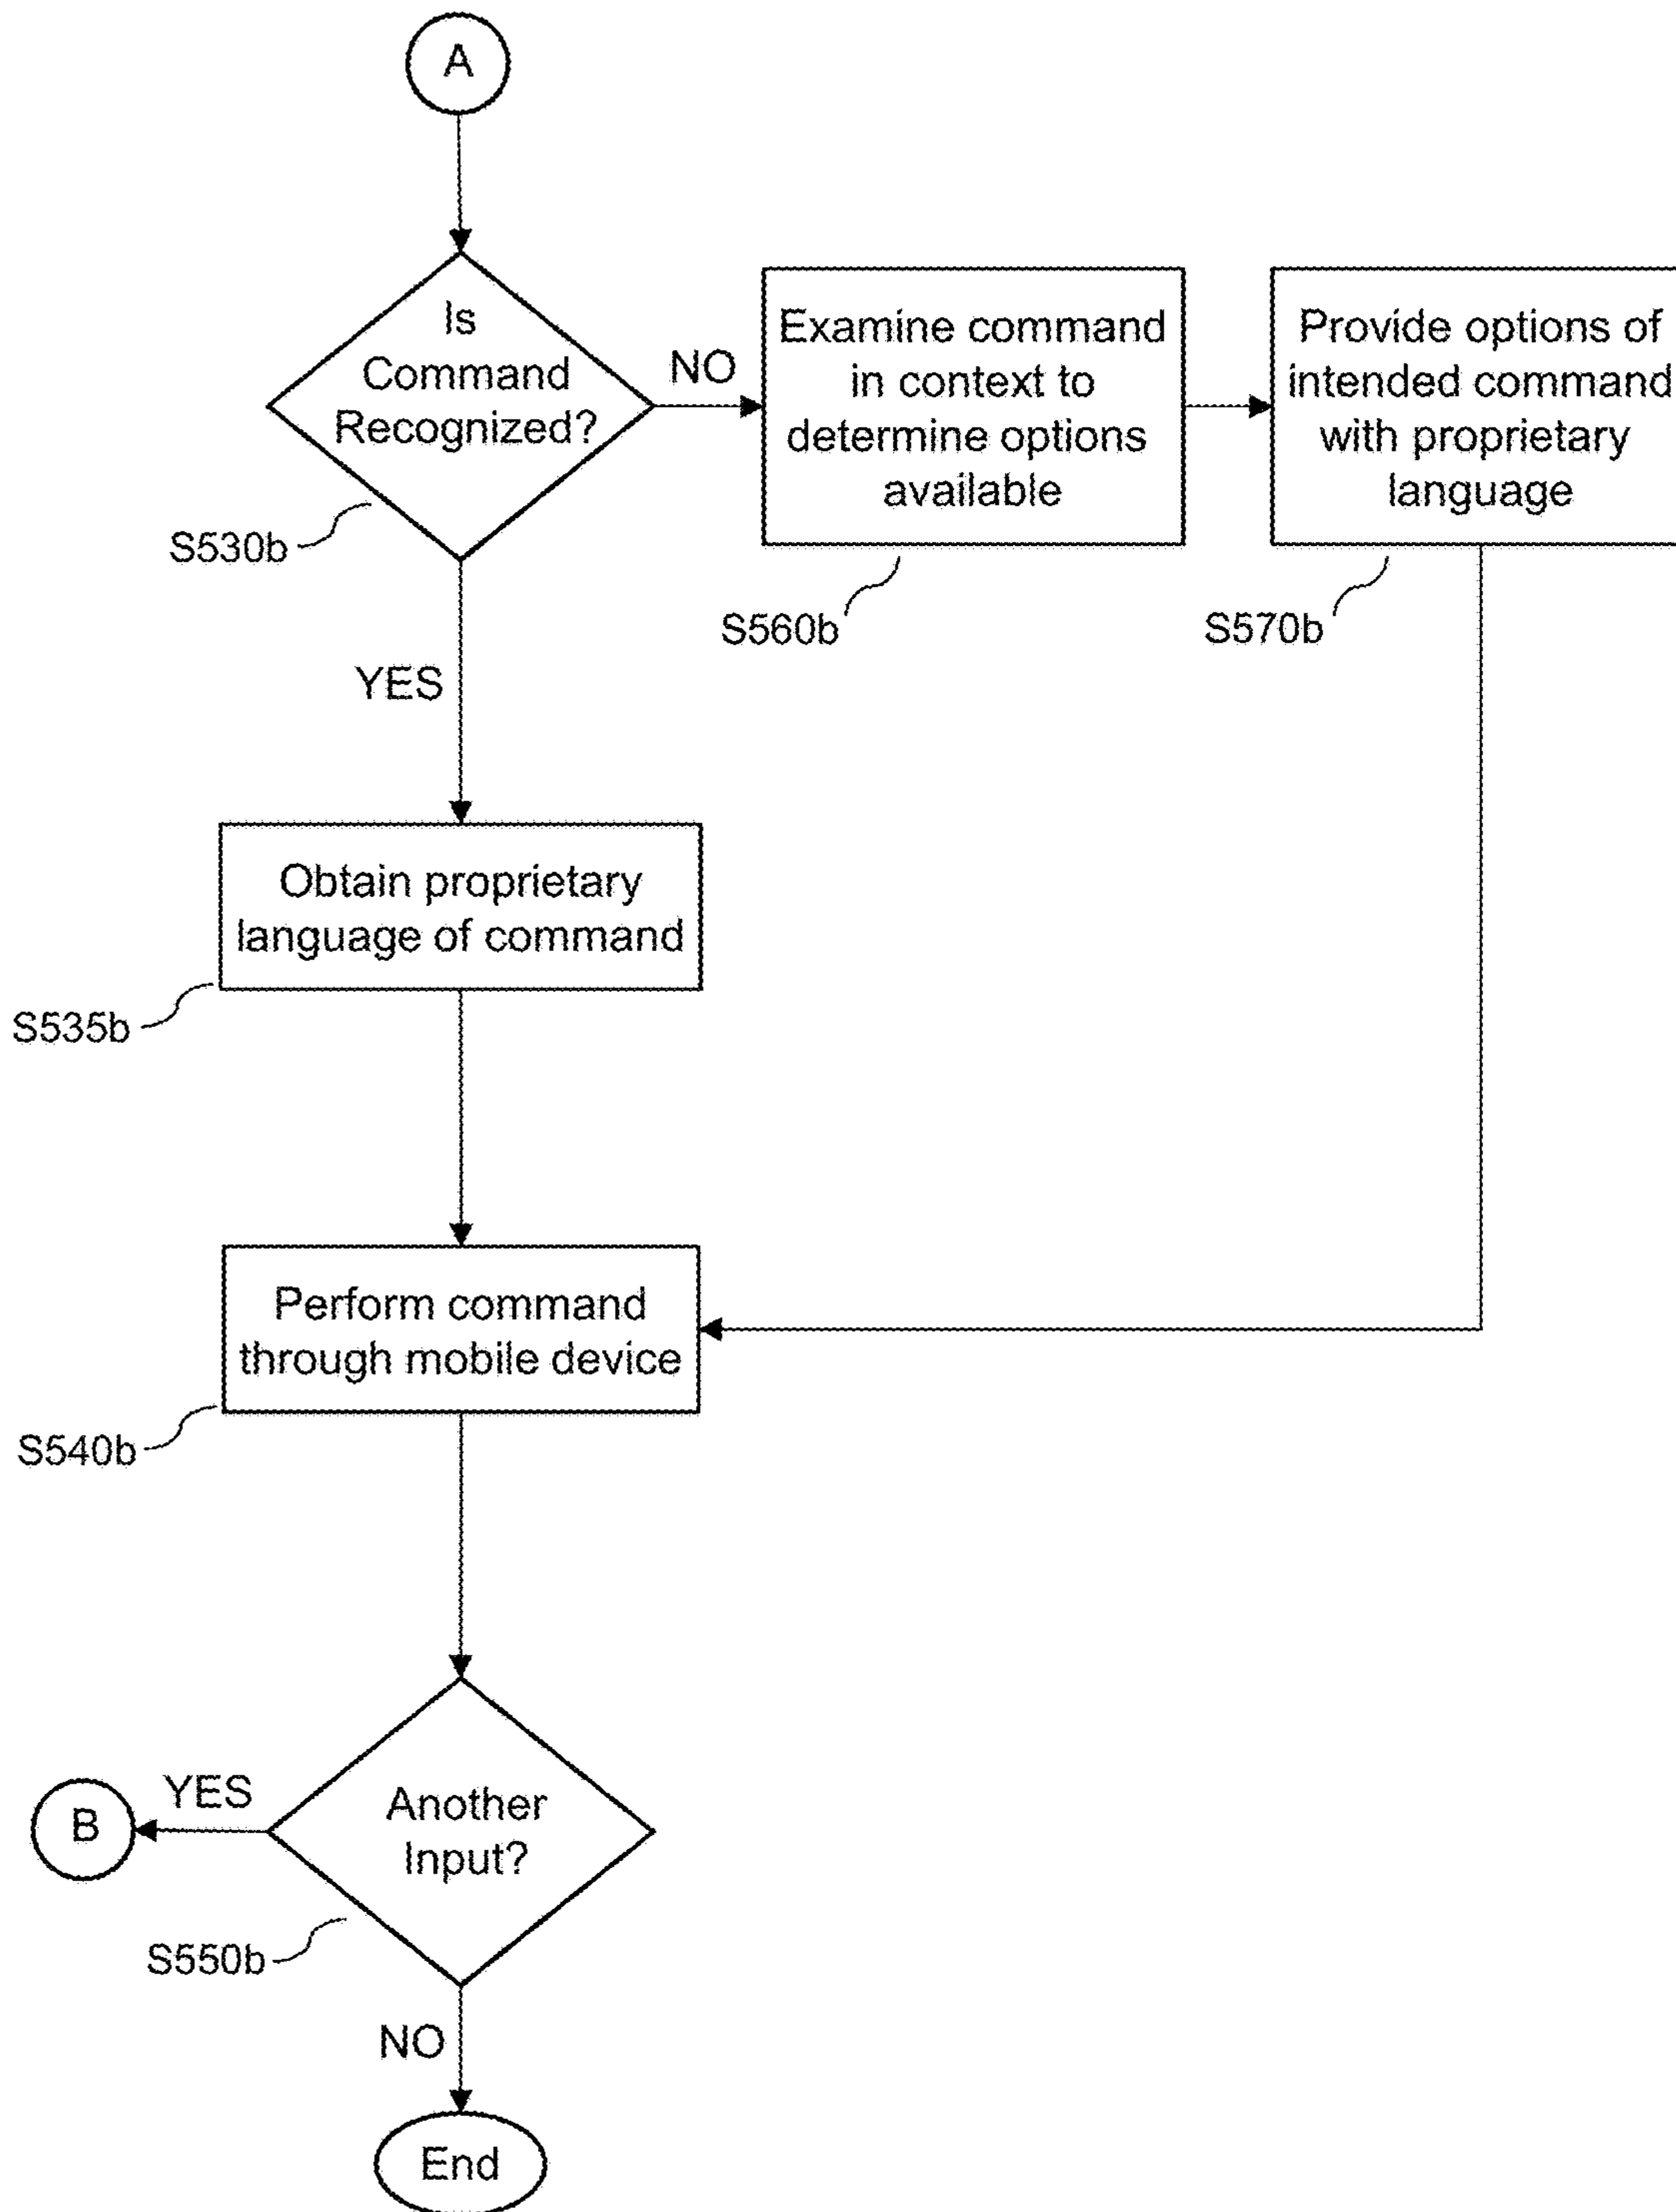 A
Is
Command
Recognized?
NO
Examine command
in context to
determine options
available
Provide options of
intended command
with proprietary
language
S530b
S560b
S570b
YES
Obtain proprietary
language of command
S535b
Perform command
through mobile device
S540b
YES
B
Another
Input?
S550b
NO
End